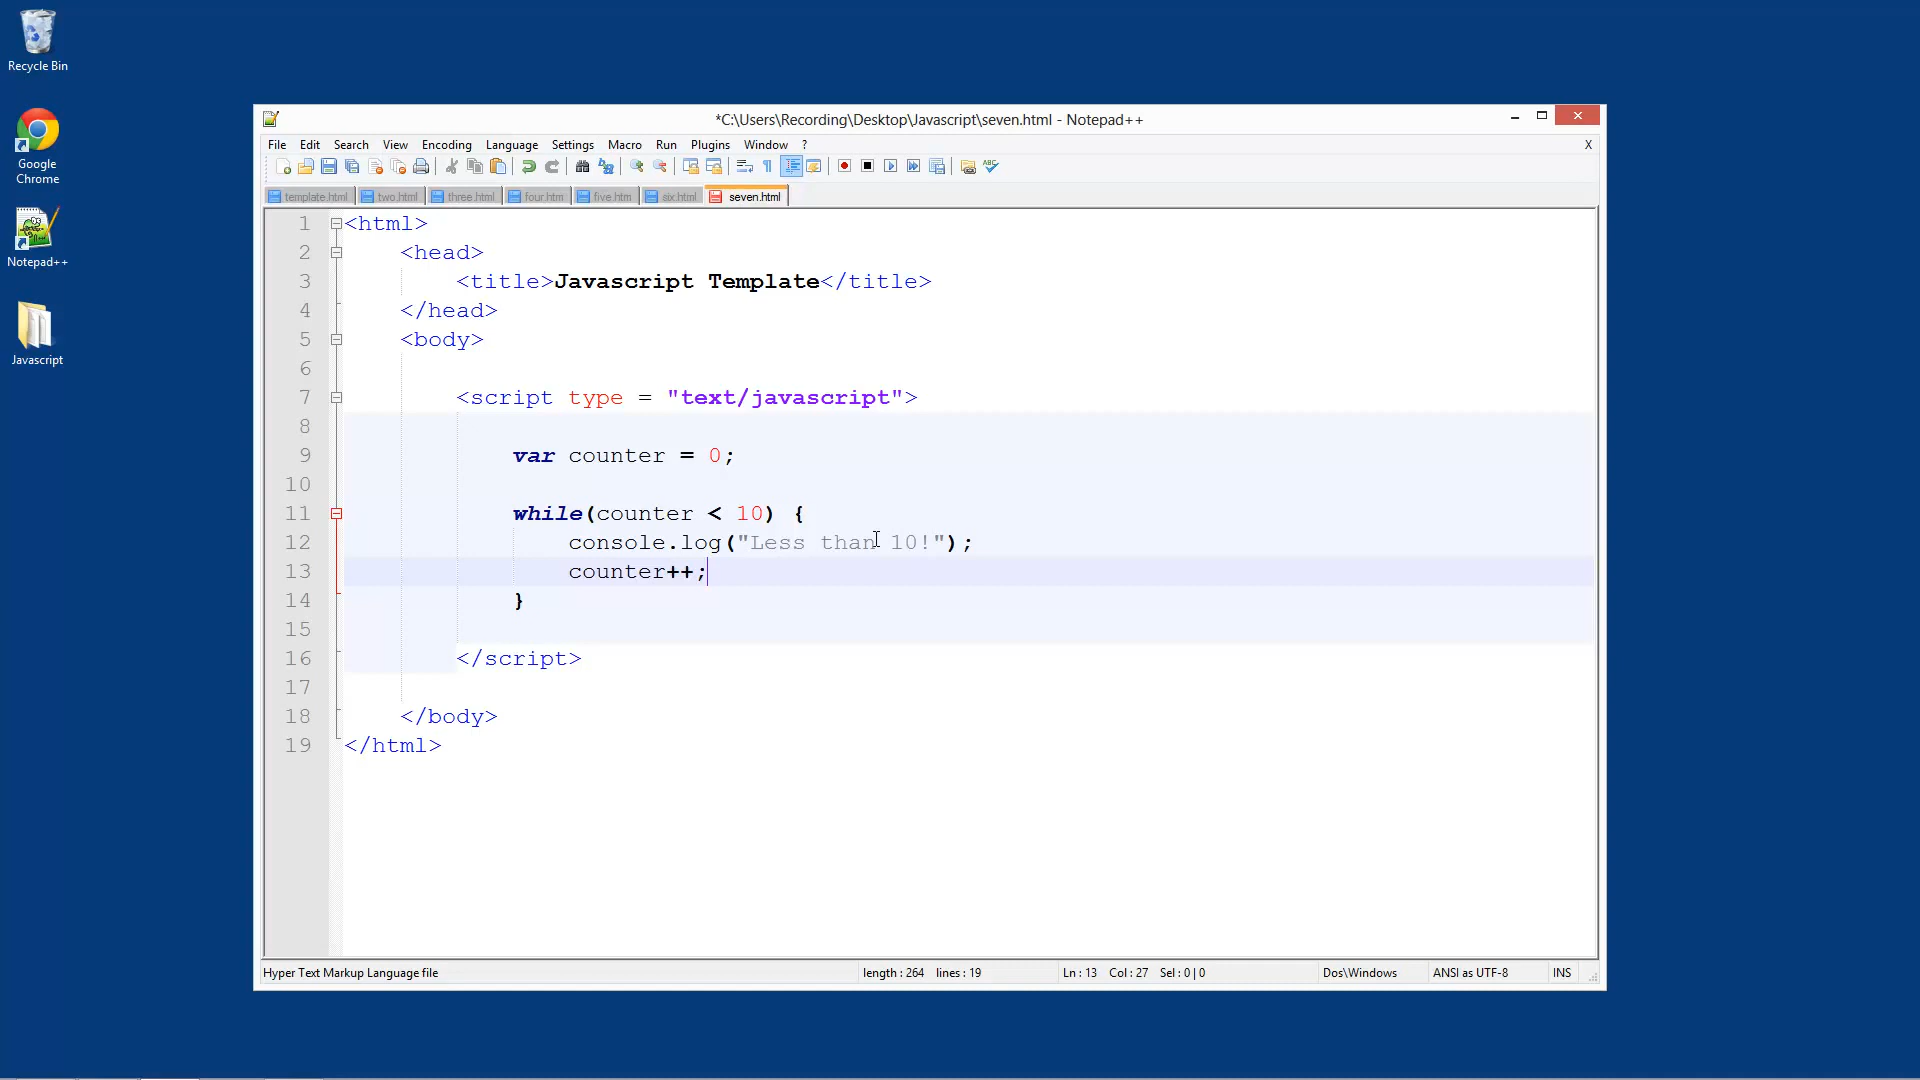 Recycle Bin
Google
Chrome
Notepad++
Javascript
*C:\Users\Recording\Desktop\Javascript\seven.html - Notepad++
File Edit Search View Encoding Language Settings Macro Run Plugins Window ? X
template.html two.html three.html four.htm five.htm six.html seven.html
1 <html>
2 <head>
3 <title>Javascript Template</title>
4 </head>
5 <body>
6
7 <script type = "text/javascript">
8
9 var counter = 0;
10
11 while(counter < 10) {
12 console.log("Less than 10!");
13 counter++;
14 }
15
16 </script>
17
18 </body>
19 </html>
Hyper Text Markup Language file length : 264 lines : 19 Ln : 13 Col : 27 Sel : 0 | 0 Dos\Windows ANSI as UTF-8 INS